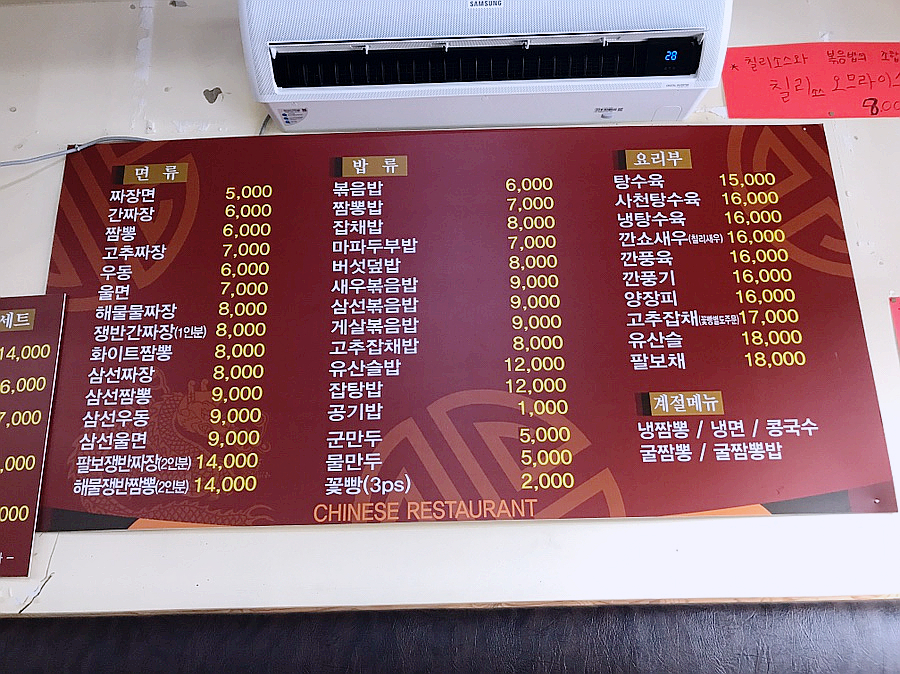 SAMSUNG
28
* 칠리소스와 볶음밥의 조합
칠리 오므라이스
800
세트
14,000
6,000
7,000
,000
000
면 류
짜장면 5,000
간짜장 6,000
짬뽕 6,000
고추짜장 7,000
우동 6,000
울면 7,000
해물물짜장 8,000
쟁반간짜장(1인분) 8,000
화이트짬뽕 8,000
삼선짜장 8,000
삼선짬뽕 9,000
삼선우동 9,000
삼선울면 9,000
팔보쟁반짜장(2인분) 14,000
해물쟁반짬뽕(2인분) 14,000
밥 류
볶음밥 6,000
짬뽕밥 7,000
잡채밥 8,000
마파두부밥 7,000
버섯덮밥 8,000
새우볶음밥 9,000
삼선볶음밥 9,000
게살볶음밥 9,000
고추잡채밥 8,000
유산슬밥 12,000
잡탕밥 12,000
공기밥 1,000
군만두 5,000
물만두 5,000
꽃빵(3ps) 2,000
요리부
탕수육 15,000
사천탕수육 16,000
냉탕수육 16,000
깐쇼새우(칠리새우) 16,000
깐풍육 16,000
깐풍기 16,000
양장피 16,000
고추잡채(꽃빵별도주문) 17,000
유산슬 18,000
팔보채 18,000
계절메뉴
냉짬뽕 / 냉면 / 콩국수
굴짬뽕 / 굴짬뽕밥
CHINESE RESTAURANT